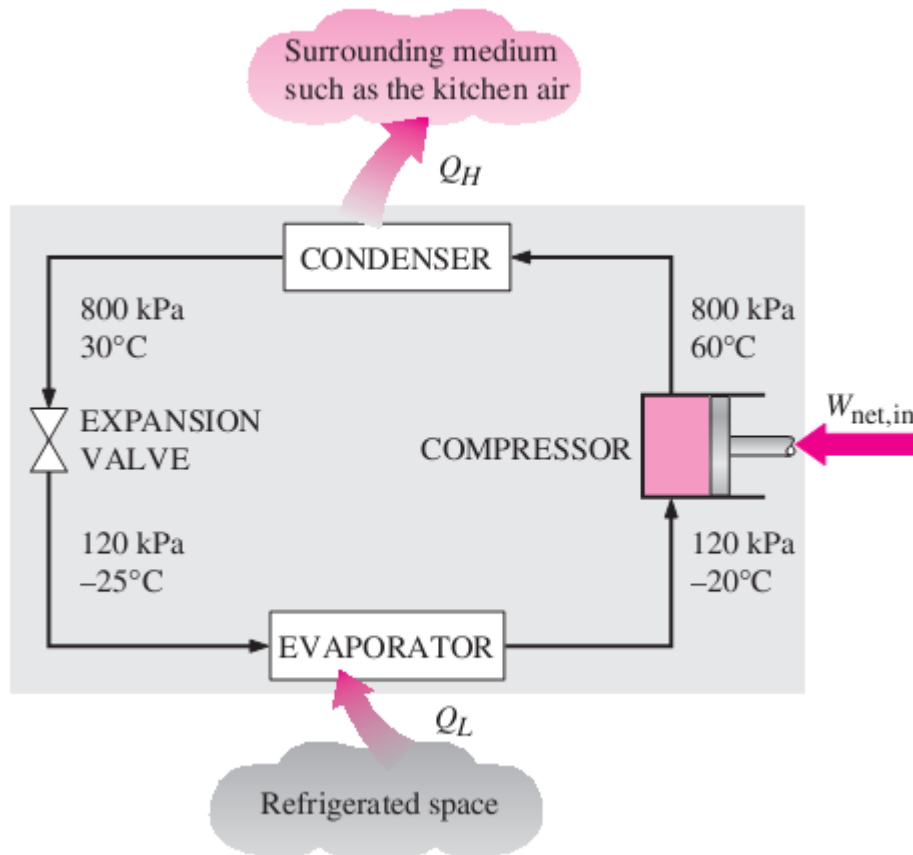 Surrounding medium
such as the kitchen air
Q_H
CONDENSER
800 kPa
30°C
800 kPa
60°C
EXPANSION
VALVE
COMPRESSOR
W_net,in
120 kPa
–25°C
120 kPa
–20°C
EVAPORATOR
Q_L
Refrigerated space